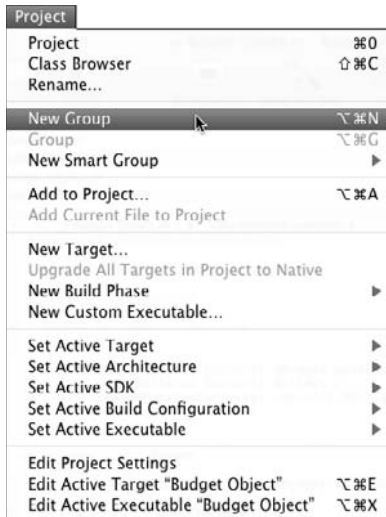 Project
Project ⌘0
Class Browser ⇧⌘C
Rename...
New Group ⌥⌘N
Group ⌥⌘G
New Smart Group ▶
Add to Project... ⌥⌘A
Add Current File to Project
New Target...
Upgrade All Targets in Project to Native
New Build Phase ▶
New Custom Executable...
Set Active Target ▶
Set Active Architecture ▶
Set Active SDK ▶
Set Active Build Configuration ▶
Set Active Executable ▶
Edit Project Settings
Edit Active Target “Budget Object” ⌥⌘E
Edit Active Executable “Budget Object” ⌥⌘X